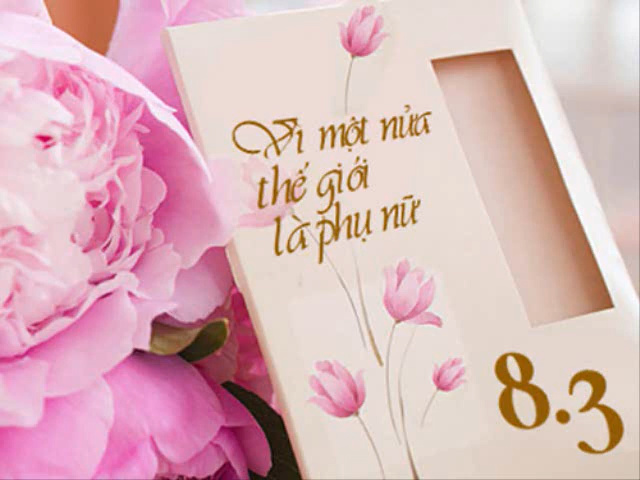 Vì một nửa
thế giới
là phụ nữ
8.3